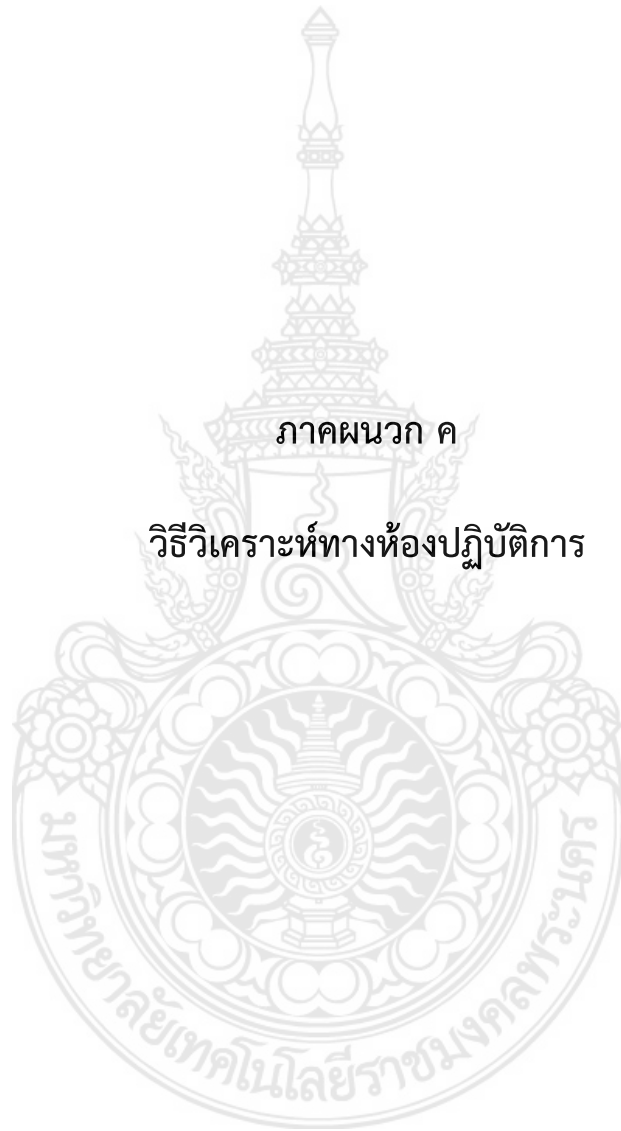 ภาคผนวก ค
วิธีวิเคราะห์ทางห้องปฏิบัติการ
มหาวิทยาลัยเทคโนโลยีราชมงคลพระนคร